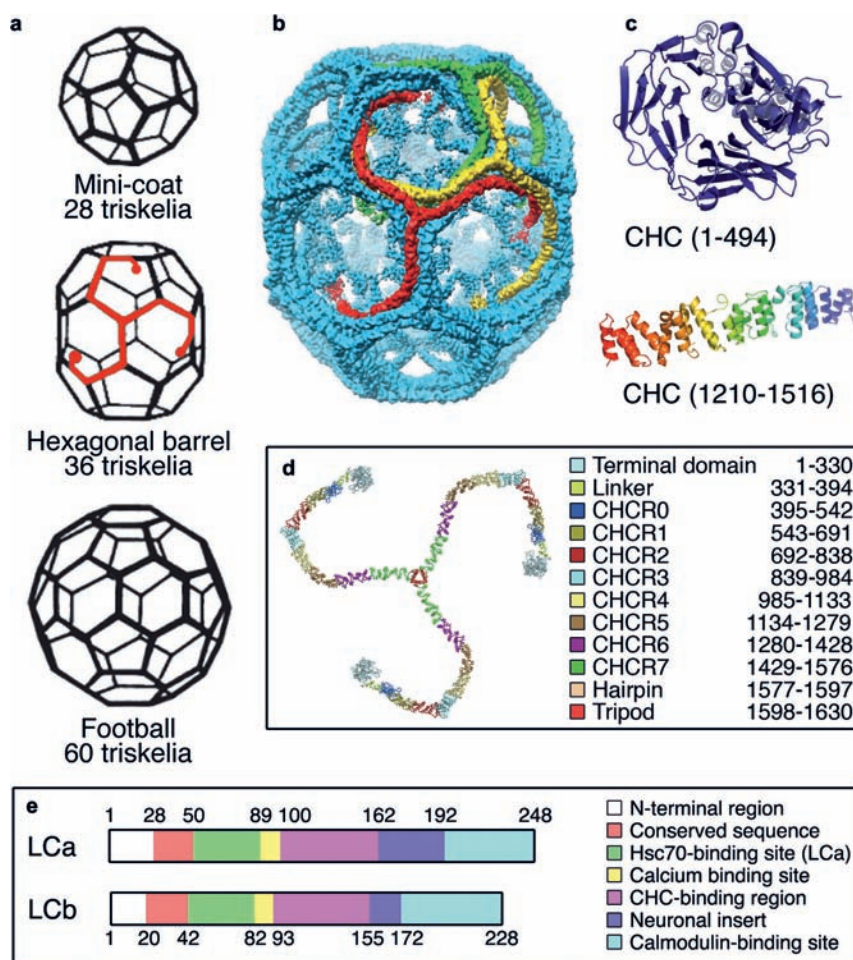 a
Mini-coat
28 triskelia
Hexagonal barrel
36 triskelia
Football
60 triskelia
b
c
CHC (1-494)
CHC (1210-1516)
d
Terminal domain 1-330
Linker 331-394
CHCR0 395-542
CHCR1 543-691
CHCR2 692-838
CHCR3 839-984
CHCR4 985-1133
CHCR5 1134-1279
CHCR6 1280-1428
CHCR7 1429-1576
Hairpin 1577-1597
Tripod 1598-1630
e
1 28 50 89 100 162 192 248
LCa
LCb
1 20 42 82 93 155 172 228
N-terminal region
Conserved sequence
Hsc70-binding site (LCa)
Calcium binding site
CHC-binding region
Neuronal insert
Calmodulin-binding site